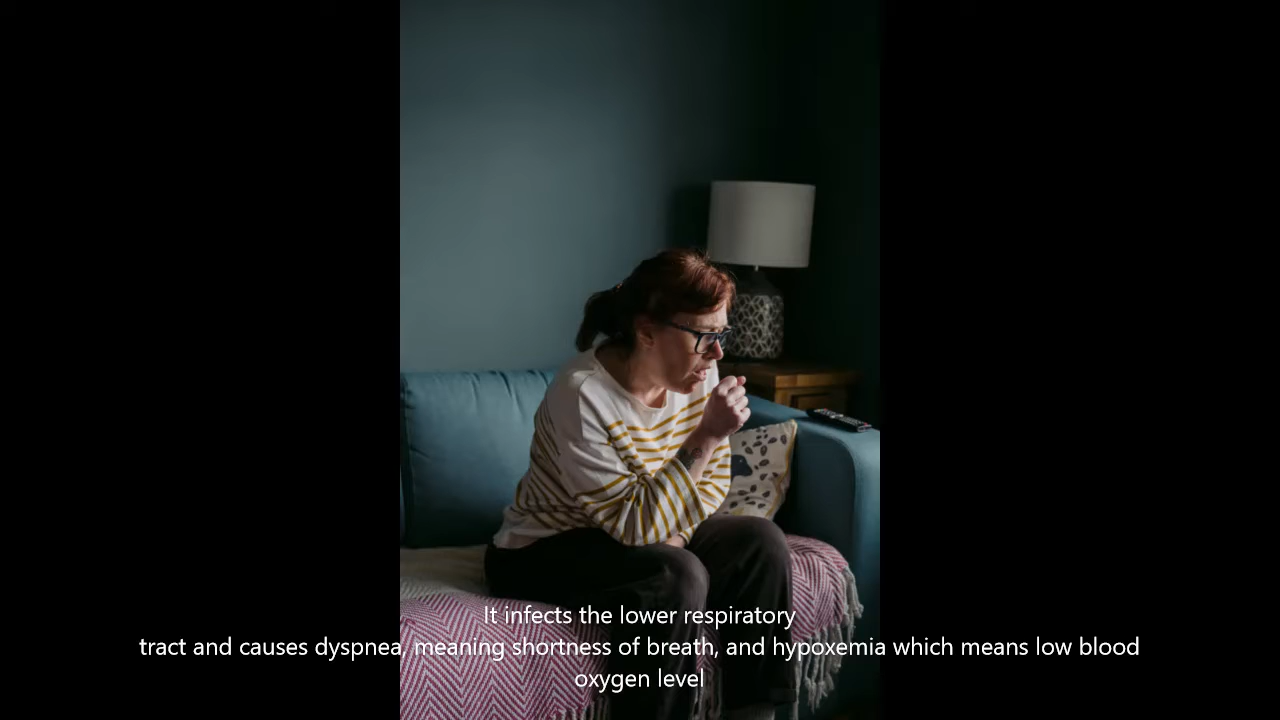 It infects the lower respiratory
tract and causes dyspnea, meaning shortness of breath, and hypoxemia which means low blood
oxygen level